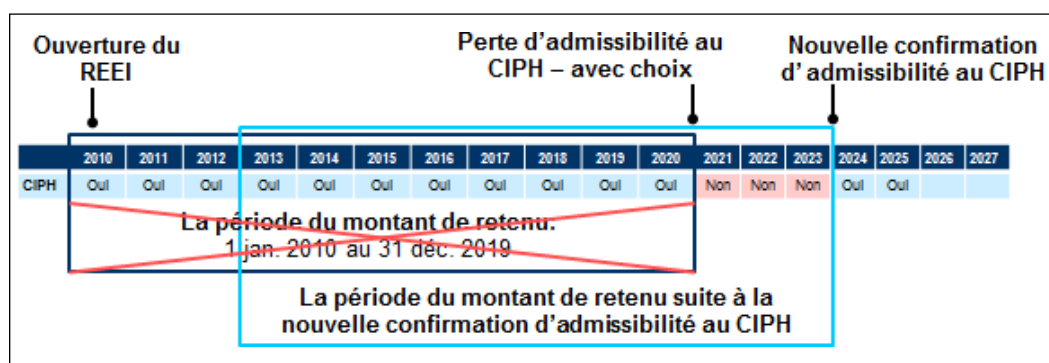 Ouverture du
REEI
Perte d'admissibilité au
CIPH – avec choix
Nouvelle confirmation
d' admissibilité au CIPH
2010 2011 2012 2013 2014 2015 2016 2017 2018 2019 2020 2021 2022 2023 2024 2025 2026 2027
CIPH Oui Oui Oui Oui Oui Oui Oui Oui Oui Oui Oui Non Non Non Oui Oui
La période du montant de retenu:
1 jan. 2010 au 31 déc. 2019
La période du montant de retenu suite à la
nouvelle confirmation d'admissibilité au CIPH